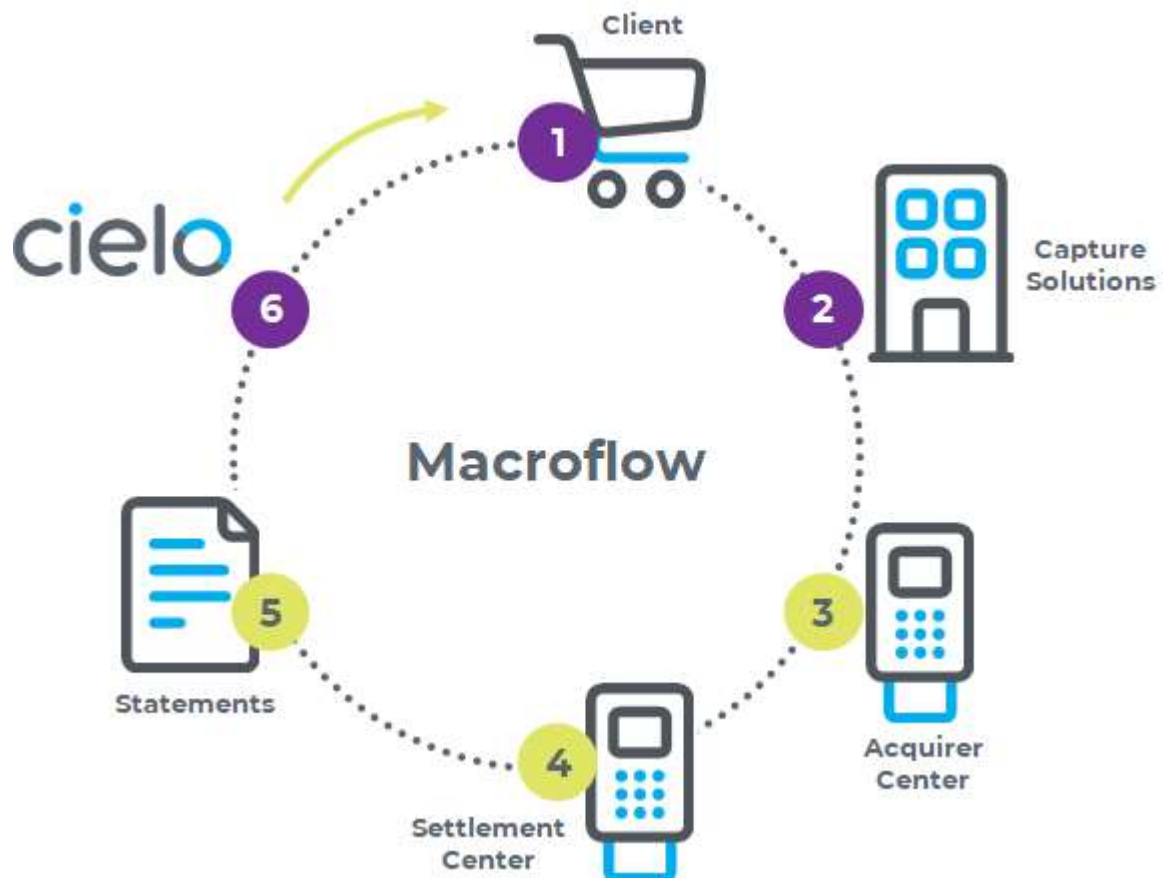 Client
1
cielo
6
2
Capture
Solutions
Macroflow
5
3
Statements
4
Acquirer
Center
Settlement
Center